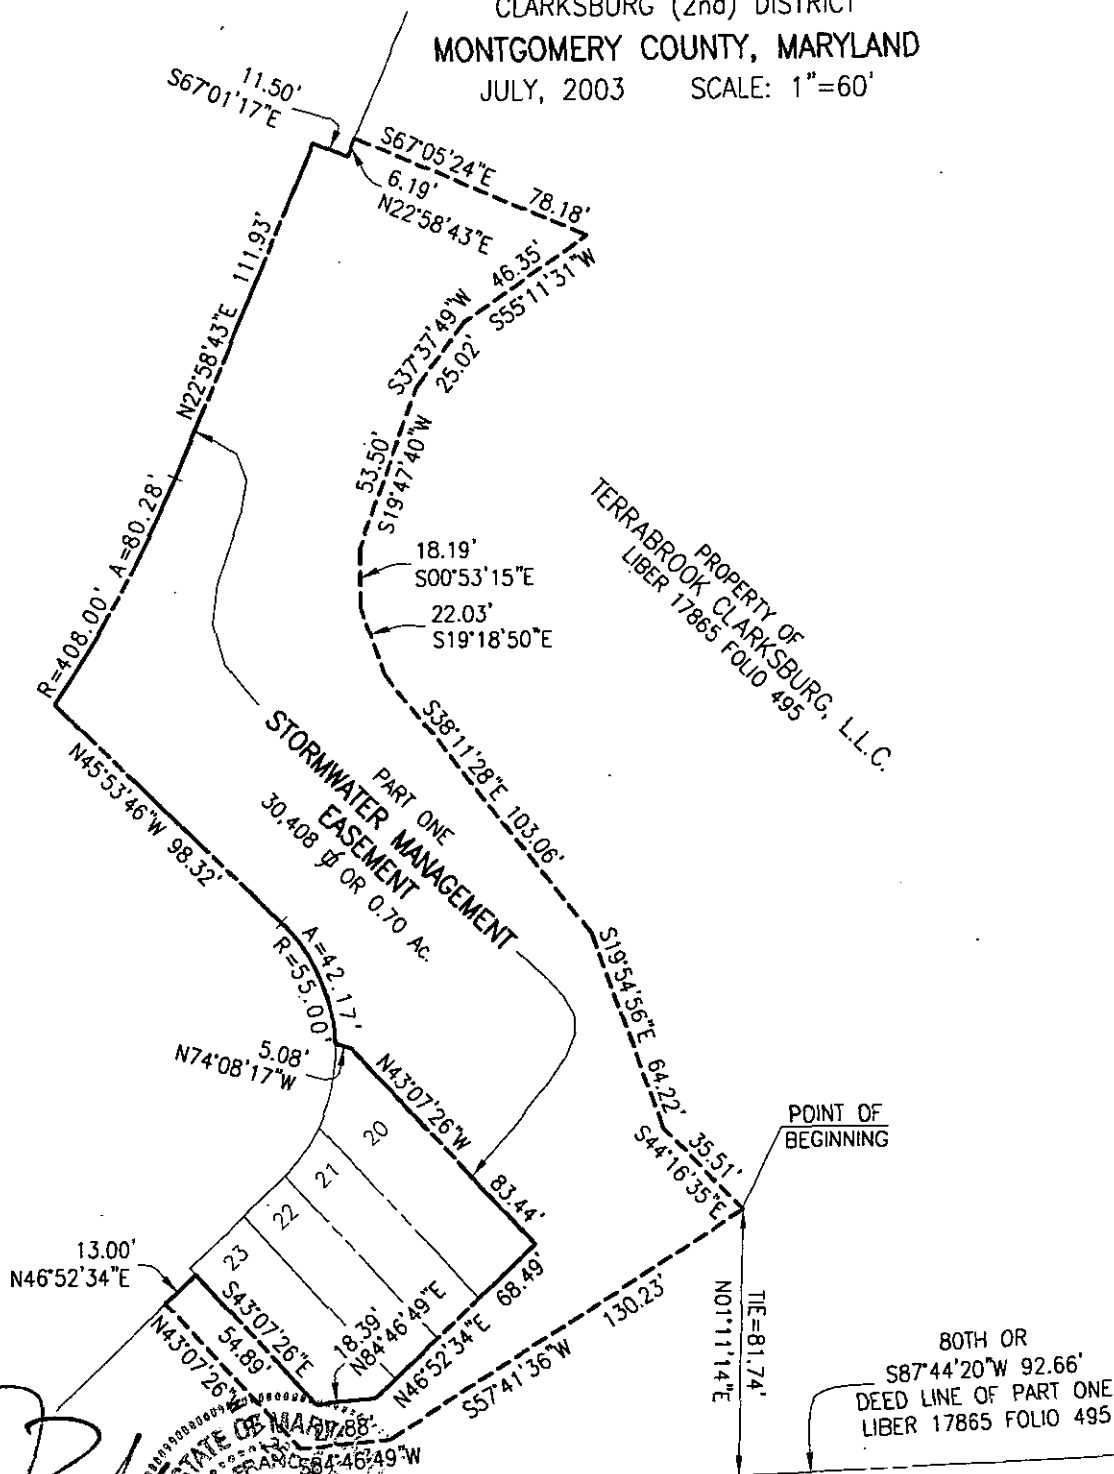 CLARKSBURG (2nd) DISTRICT
MONTGOMERY COUNTY, MARYLAND
JULY, 2003 SCALE: 1"=60'
11.50'
S67°01'17"E
S67°05'24"E 78.18'
6.19'
N22°58'43"E
N22°58'43"E 111.93'
46.35'
S55°11'31"W
S37°37'49"W
25.02'
53.50'
S19°47'40"W
18.19'
S00°53'15"E
22.03'
S19°18'50"E
R=408.00' A=80.28'
PROPERTY OF
TERRABROOK CLARKSBURG, L.L.C.
LIBER 17865 FOLIO 495
S38°11'28"E 103.06'
PART ONE
STORMWATER MANAGEMENT
EASEMENT
30,408 OR 0.70 Ac.
N45°53'46"W 98.32'
A=42.17'
R=55.00'
S19°54'56"E 64.22'
5.08'
N74°08'17"W
N43°07'26"W 83.44'
35.51'
S44°16'35"E
POINT OF
BEGINNING
20
21
22
23
13.00'
N46°52'34"E
S43°07'26"E
54.89'
N43°07'26"W
18.39'
N84°46'49"E
68.49'
N46°52'34"E
130.23'
S57°41'36"W
TIE=81.74'
N01°11'14"E
80TH OR
S87°44'20"W 92.66'
DEED LINE OF PART ONE
LIBER 17865 FOLIO 495
STATE OF MARY
S84°46'49"W